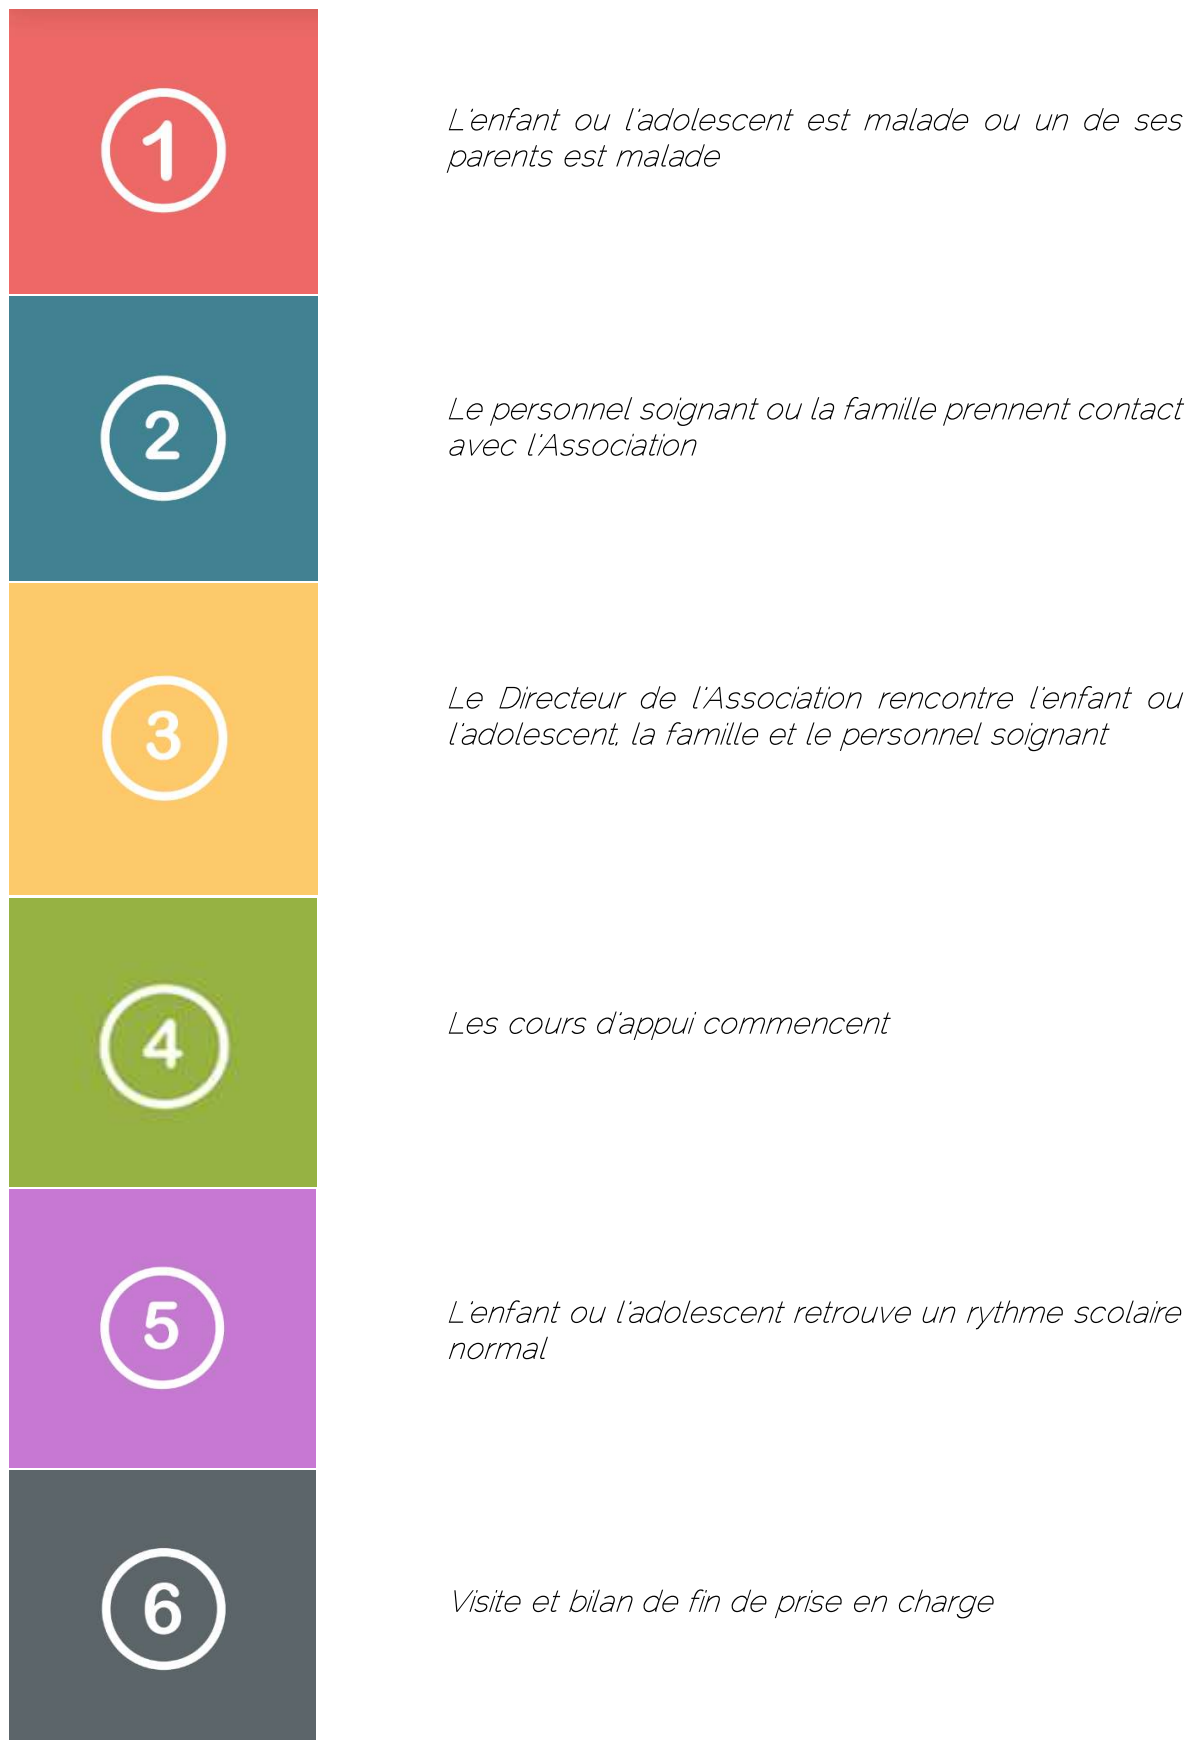 1
L'enfant ou l'adolescent est malade ou un de ses
parents est malade
2
Le personnel soignant ou la famille prennent contact
avec l'Association
3
Le Directeur de l'Association rencontre l'enfant ou
l'adolescent, la famille et le personnel soignant
4
Les cours d'appui commencent
5
L'enfant ou l'adolescent retrouve un rythme scolaire
normal
6
Visite et bilan de fin de prise en charge